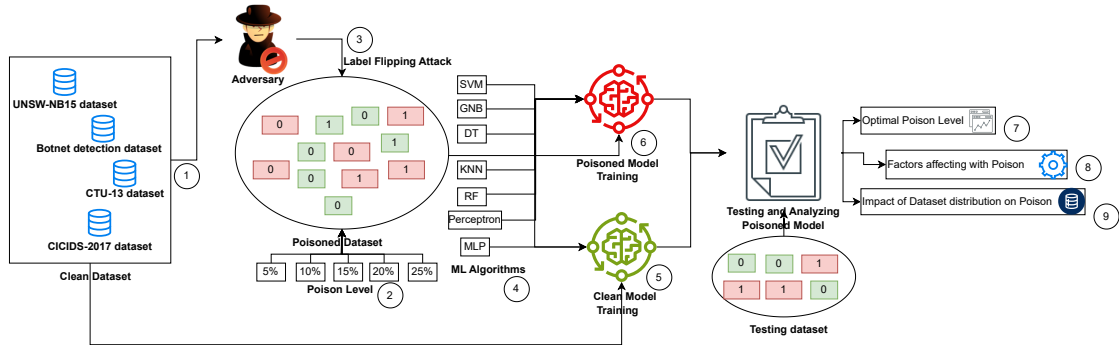 UNSW-NB15 dataset
Botnet detection dataset
CTU-13 dataset
CICIDS-2017 dataset
Clean Dataset
1
Adversary
3
Label Flipping Attack
0 1 0 1
0 0 1
0 1 1
0
Poisoned Dataset
5% 10% 15% 20% 25%
Poison Level
2
SVM
GNB
DT
KNN
RF
Perceptron
MLP
ML Algorithms
4
6
Poisoned Model
Training
5
Clean Model
Training
Testing and Analyzing
Poisoned Model
0 0 1
1 1 0
Testing dataset
Optimal Poison Level
7
Factors affecting with Poison
8
Impact of Dataset distribution on Poison
9